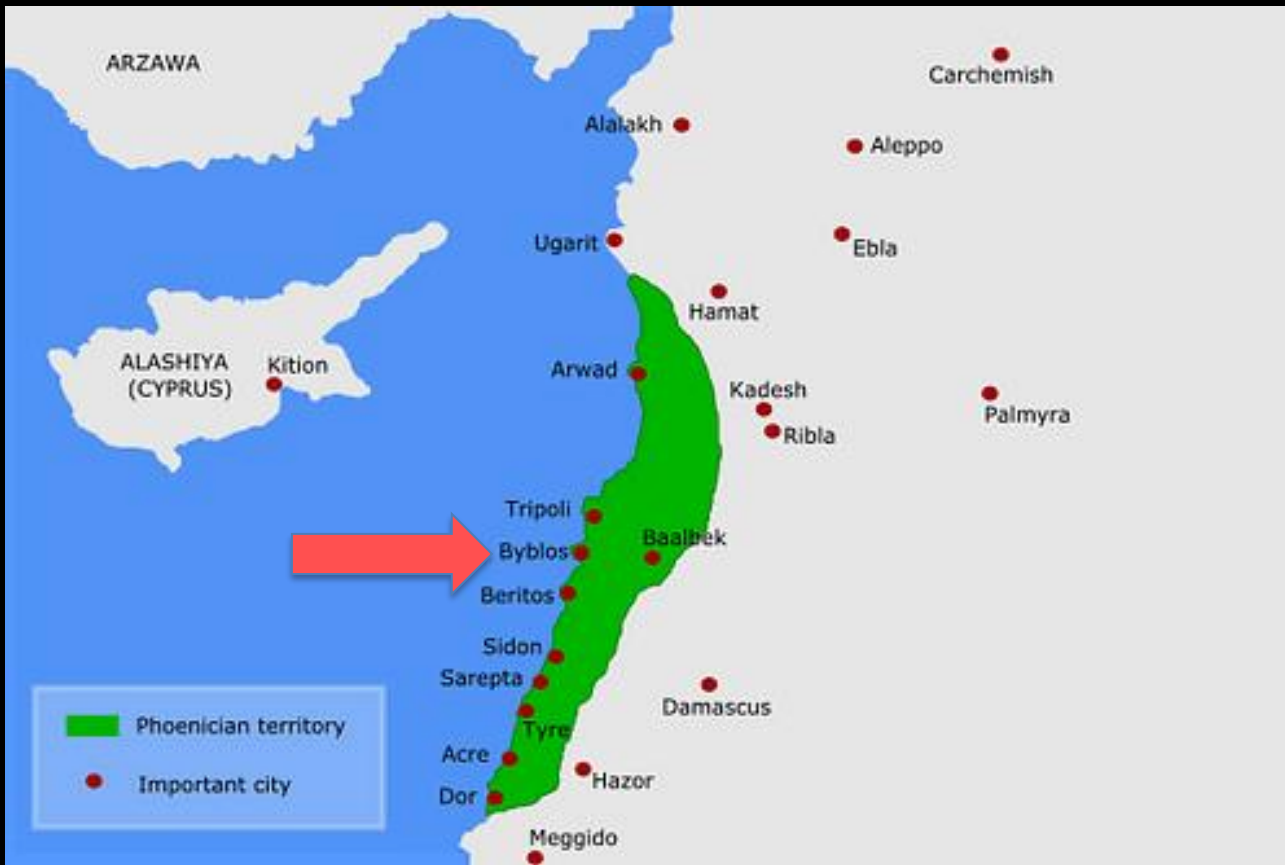 ARZAWA
Carchemish
Alalakh
Aleppo
Ugarit
Ebla
Hamat
ALASHIYA
(CYPRUS)
Kition
Arwad
Kadesh
Palmyra
Ribla
Tripoli
Byblos
Baalbek
Beritos
Sidon
Sarepta
Damascus
Tyre
Acre
Hazor
Dor
Meggido
Phoenician territory
Important city